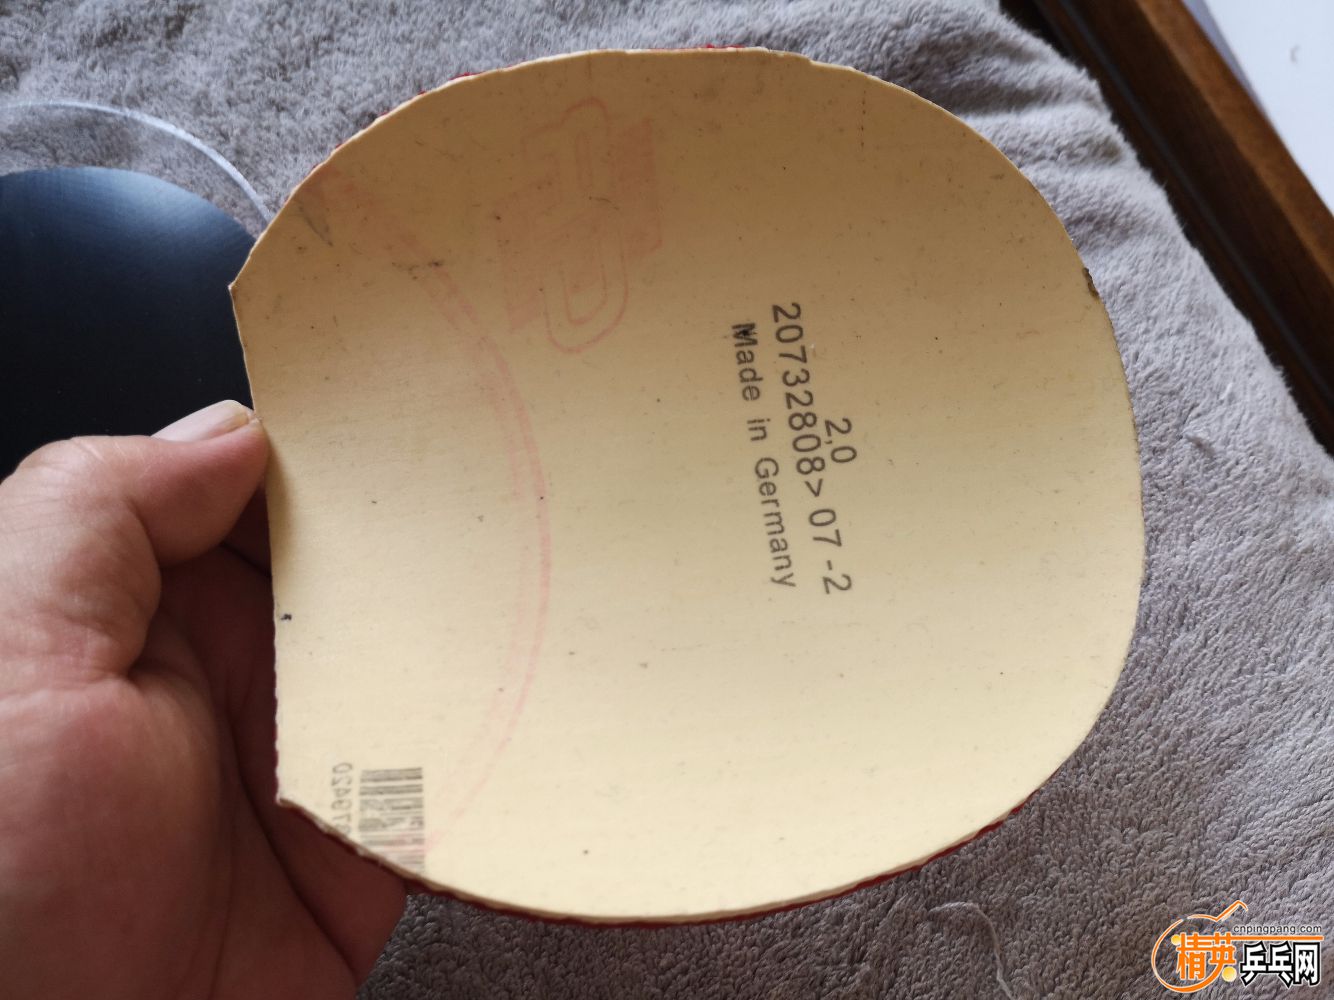 2,0
20732808>07-2
Made in Germany
cnpingpang.com
精英乒乓网